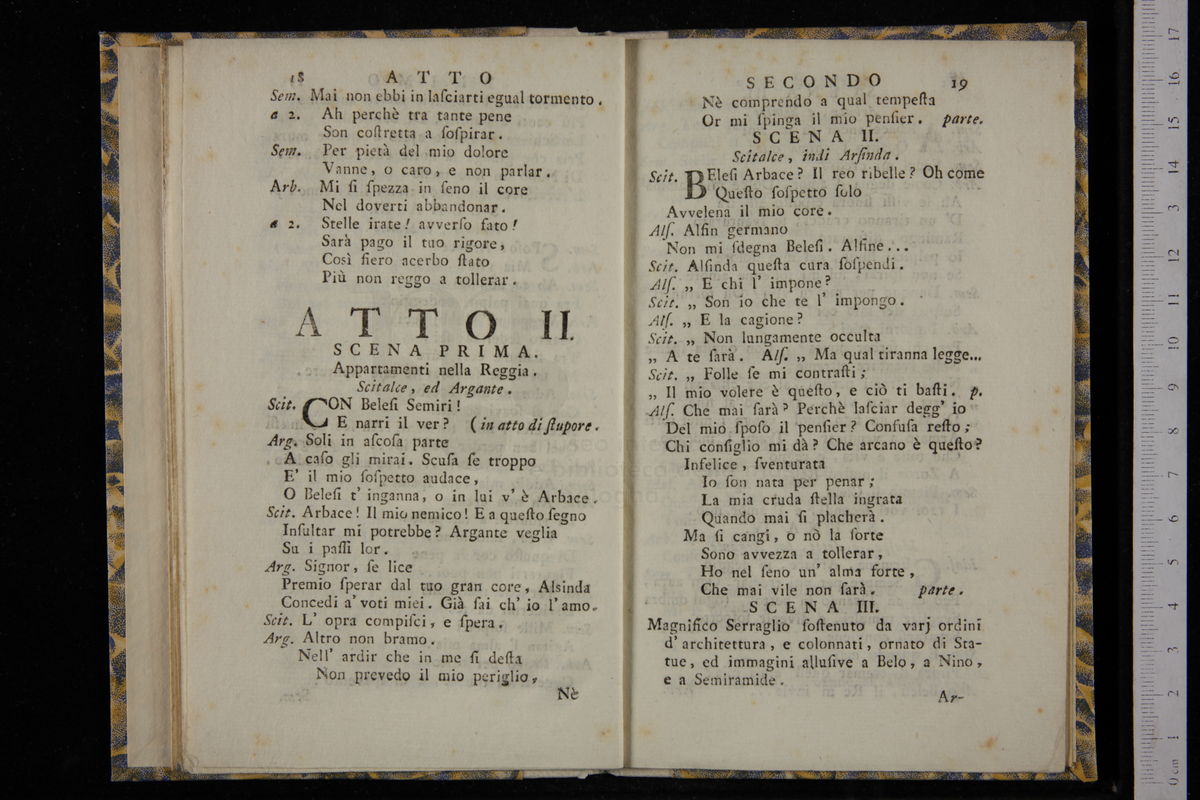 18 ATTO
Sem. Mai non ebbi in laſciarti egual tormento.
a 2. Ah perchè tra tante pene
Son coſtretta a ſoſpirar.
Sem. Per pietà del mio dolore
Vanne, o caro, e non parlar.
Arb. Mi ſi ſpezza in ſeno il core
Nel doverti abbandonar.
a 2. Stelle irate! avverſo fato!
Sarà pago il tuo rigore,
Così fiero acerbo ſtato
Più non reggo a tollerar.
ATTO II.
SCENA PRIMA.
Appartamenti nella Reggia.
Scitalce, ed Argante.
Scit. CON Beleſi Semiri!
E narri il ver? (in atto di ſtupore.
Arg. Soli in aſcoſa parte
A caſo gli mirai. Scuſa ſe troppo
E' il mio ſoſpetto audace,
O Beleſi t' inganna, o in lui v' è Arbace.
Scit. Arbace! Il mio nemico! E a queſto ſegno
Inſultar mi potrebbe? Argante veglia
Su i paſſi lor.
Arg. Signor, ſe lice
Premio ſperar dal tuo gran core, Alsinda
Concedi a' voti miei. Già ſai ch' io l' amo.
Scit. L' opra compiſci, e ſpera.
Arg. Altro non bramo.
Nell' ardir che in me ſi deſta
Non prevedo il mio periglio,
Nè
SECONDO 19
Nè comprendo a qual tempeſta
Or mi ſpinga il mio penſier. parte.
SCENA II.
Scitalce, indi Arſinda.
Scit. BEleſi Arbace? Il reo ribelle? Oh come
Queſto ſoſpetto ſolo
Avvelena il mio core.
Alſ. Alfin germano
Non mi ſdegna Beleſi. Alfine...
Scit. Alſinda queſta cura ſoſpendi.
Alſ. „ E chi l' impone?
Scit. „ Son io che te l' impongo.
Alſ. „ E la cagione?
Scit. „ Non lungamente occulta
„ A te ſarà. Alſ. „ Ma qual tiranna legge...
Scit. „ Folle ſe mi contraſti;
„ Il mio volere è queſto, e ciò ti baſti. p.
Alſ. Che mai ſarà? Perchè laſciar degg' io
Del mio ſpoſo il penſier? Confuſa reſto;
Chi conſiglio mi dà? Che arcano è queſto?
Infelice, ſventurata
Io ſon nata per penar;
La mia cruda ſtella ingrata
Quando mai ſi placherà.
Ma ſi cangi, o nò la ſorte
Sono avvezza a tollerar,
Ho nel ſeno un' alma forte,
Che mai vile non ſarà. parte.
SCENA III.
Magnifico Serraglio ſoſtenuto da varj ordini
d' architettura, e colonnati, ornato di Sta-
tue, ed immagini alluſive a Belo, a Nino,
e a Semiramide.
Ar-